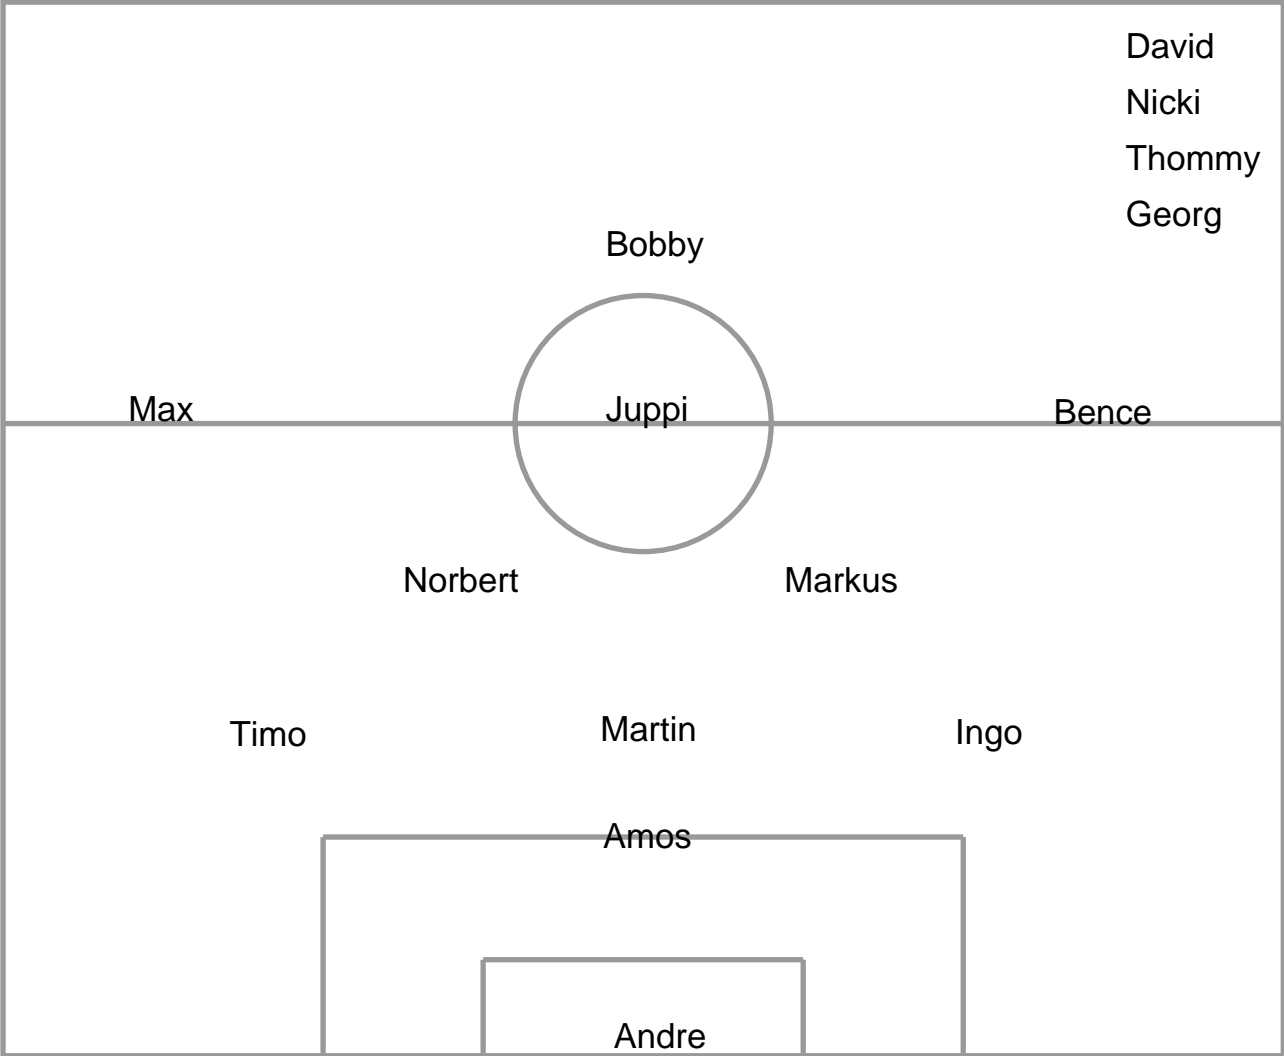 David
Nicki
Thommy
Georg
Bobby
Max Juppi Bence
Norbert Markus
Timo Martin Ingo
Amos
Andre